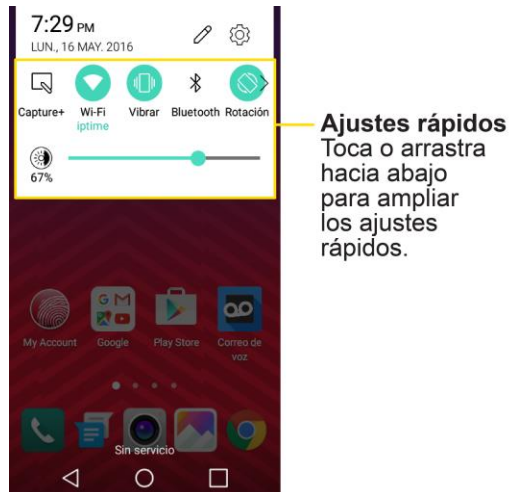 7:29 PM
LUN., 16 MAY. 2016
Capture+ Wi-Fi Vibrar Bluetooth Rotación
iptime
67%
Ajustes rápidos
Toca o arrastra
hacia abajo
para ampliar
los ajustes
rápidos.
G M
My Account Google Play Store Correo de
voz
Sin servicio